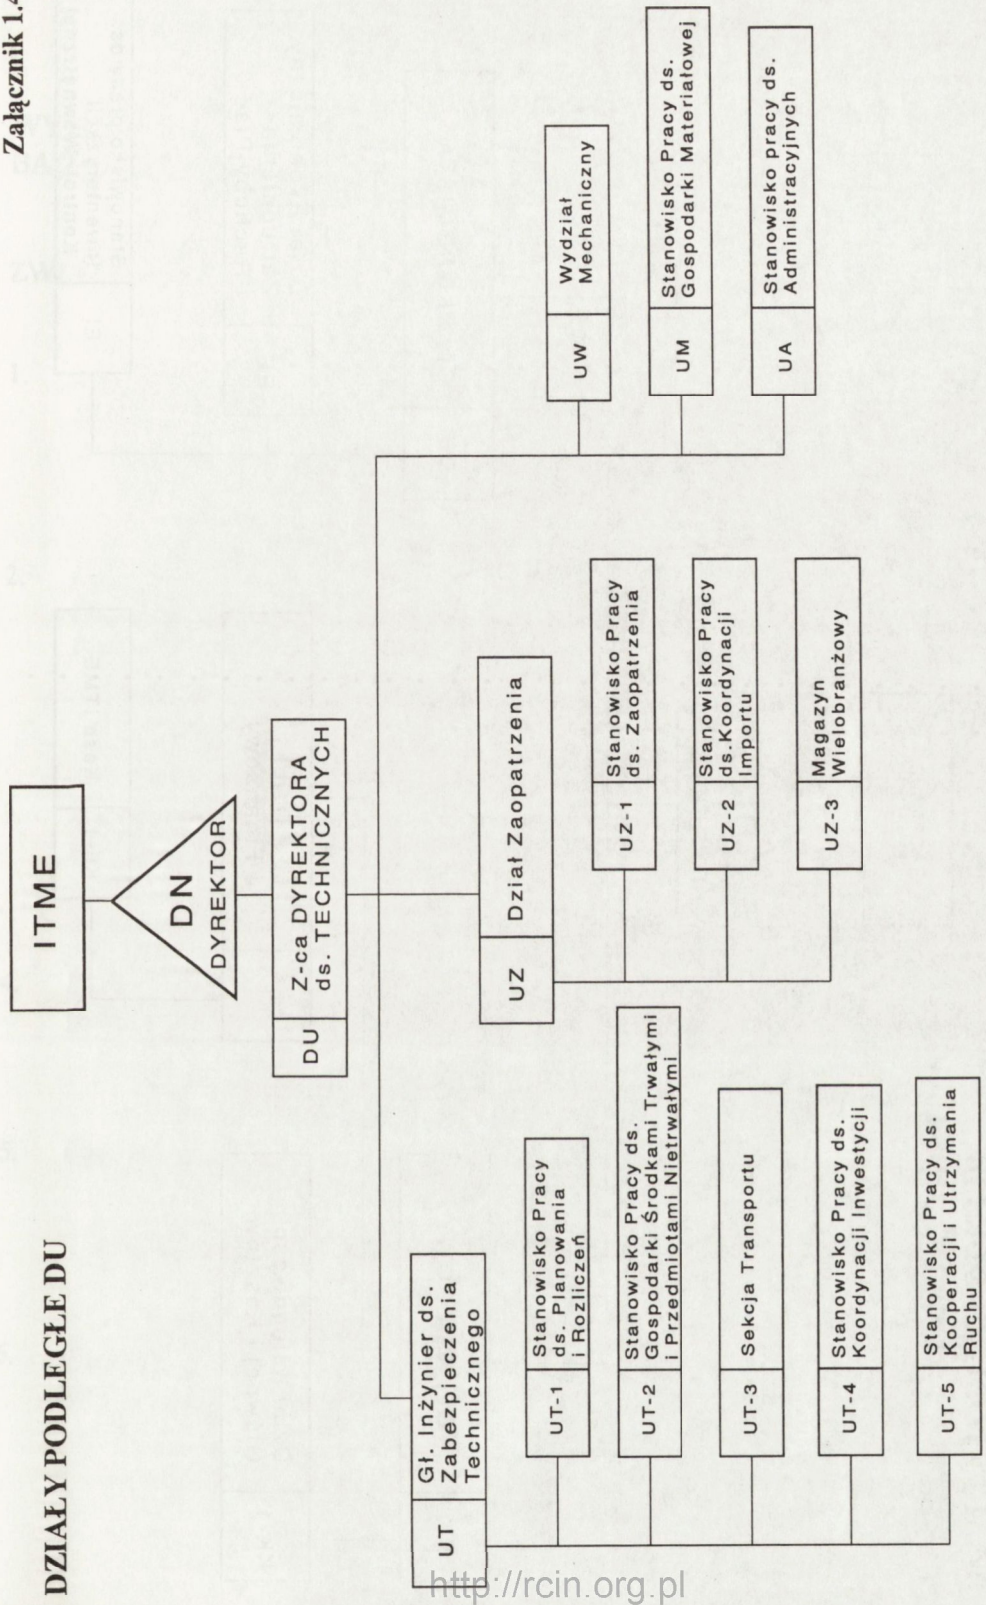 Załącznik 1.4
DZIAŁY PODLEGŁE DU
ITME
DN
DYREKTOR
DU
Z-ca DYREKTORA
ds. TECHNICZNYCH
UT
Gł. Inżynier ds.
Zabezpieczenia
Technicznego
UT-1
Stanowisko Pracy
ds. Planowania
i Rozliczeń
UT-2
Stanowisko Pracy ds.
Gospodarki Środkami Trwałymi
i Przedmiotami Nietrwałymi
UT-3
Sekcja Transportu
UT-4
Stanowisko Pracy ds.
Koordynacji Inwestycji
UT-5
Stanowisko Pracy ds.
Kooperacji i Utrzymania
Ruchu
UZ
Dział Zaopatrzenia
UZ-1
Stanowisko Pracy
ds. Zaopatrzenia
UZ-2
Stanowisko Pracy
ds.Koordynacji
Importu
UZ-3
Magazyn
Wielobranżowy
UW
Wydział
Mechaniczny
UM
Stanowisko Pracy ds.
Gospodarki Materiałowej
UA
Stanowisko pracy ds.
Administracyjnych
http://rcin.org.pl